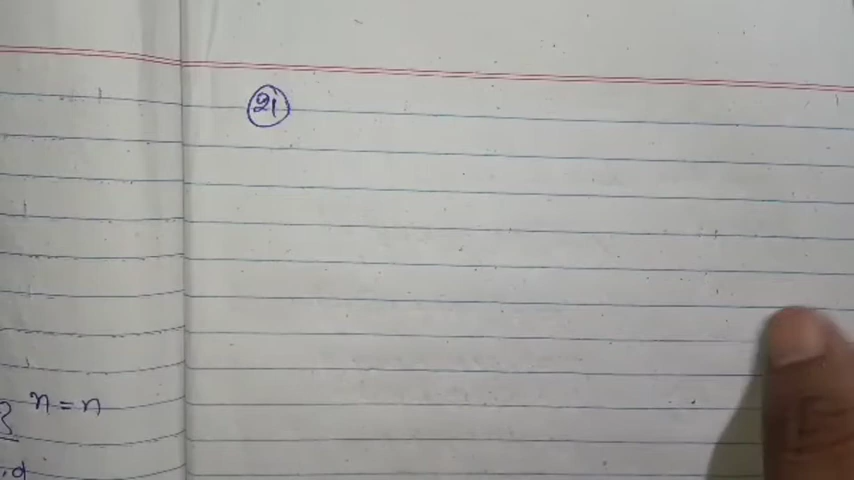 21
n = n
.d